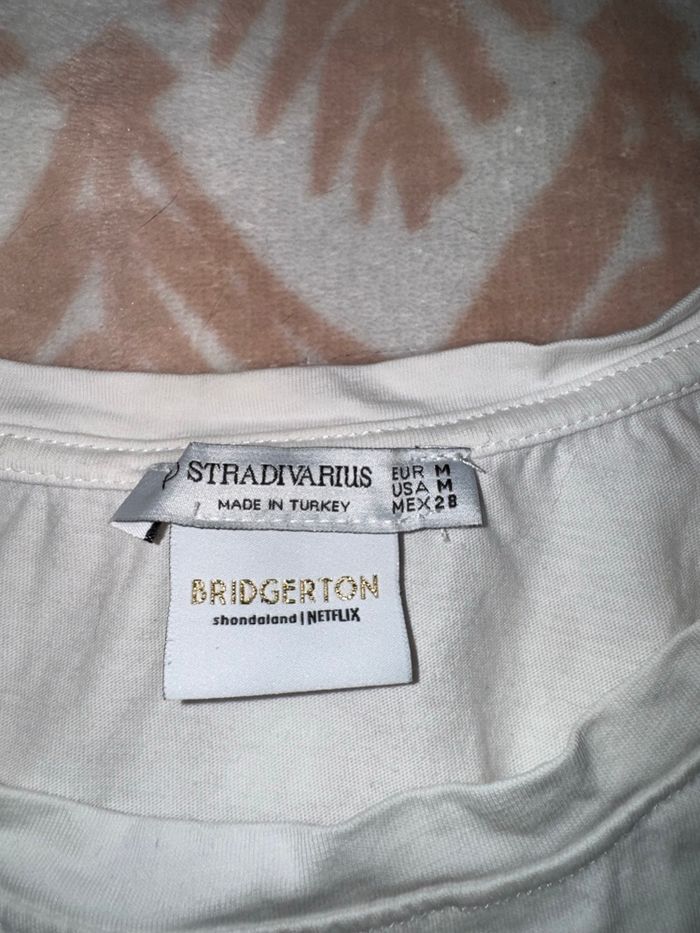 STRADIVARIUS
MADE IN TURKEY
EUR M
USA M
MEX 28
BRIDGERTON
shondaland | NETFLIX